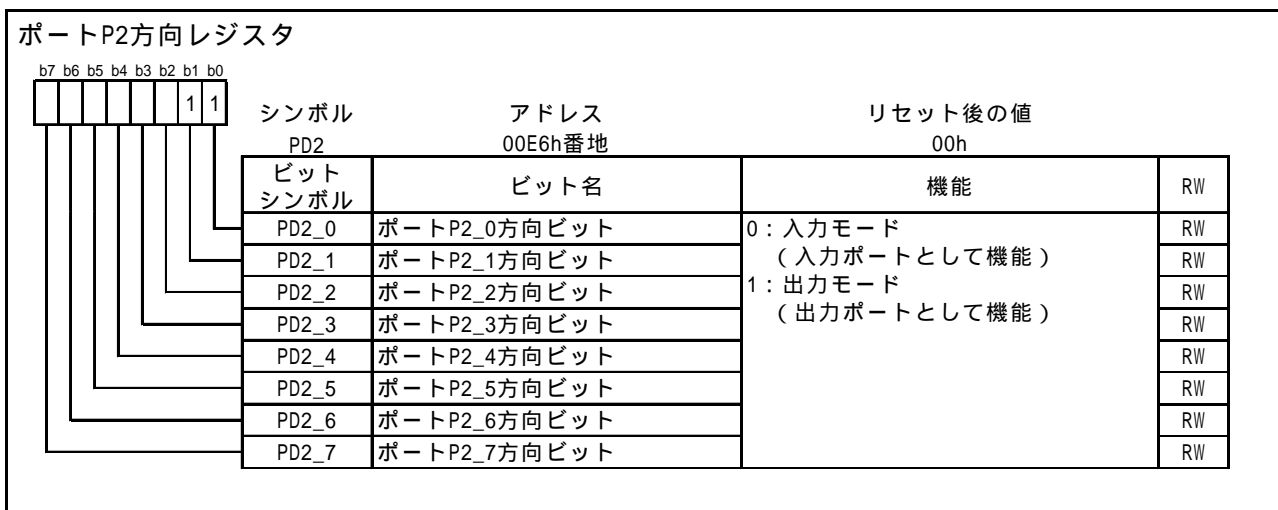 ポートP2方向レジスタ
b7 b6 b5 b4 b3 b2 b1 b0
1 1
シンボル アドレス リセット後の値
PD2 00E6h番地 00h
ビット
シンボル ビット名 機能 RW
PD2_0 ポートP2_0方向ビット 0：入力モード RW
PD2_1 ポートP2_1方向ビット （入力ポートとして機能） RW
PD2_2 ポートP2_2方向ビット 1：出力モード RW
PD2_3 ポートP2_3方向ビット （出力ポートとして機能） RW
PD2_4 ポートP2_4方向ビット RW
PD2_5 ポートP2_5方向ビット RW
PD2_6 ポートP2_6方向ビット RW
PD2_7 ポートP2_7方向ビット RW